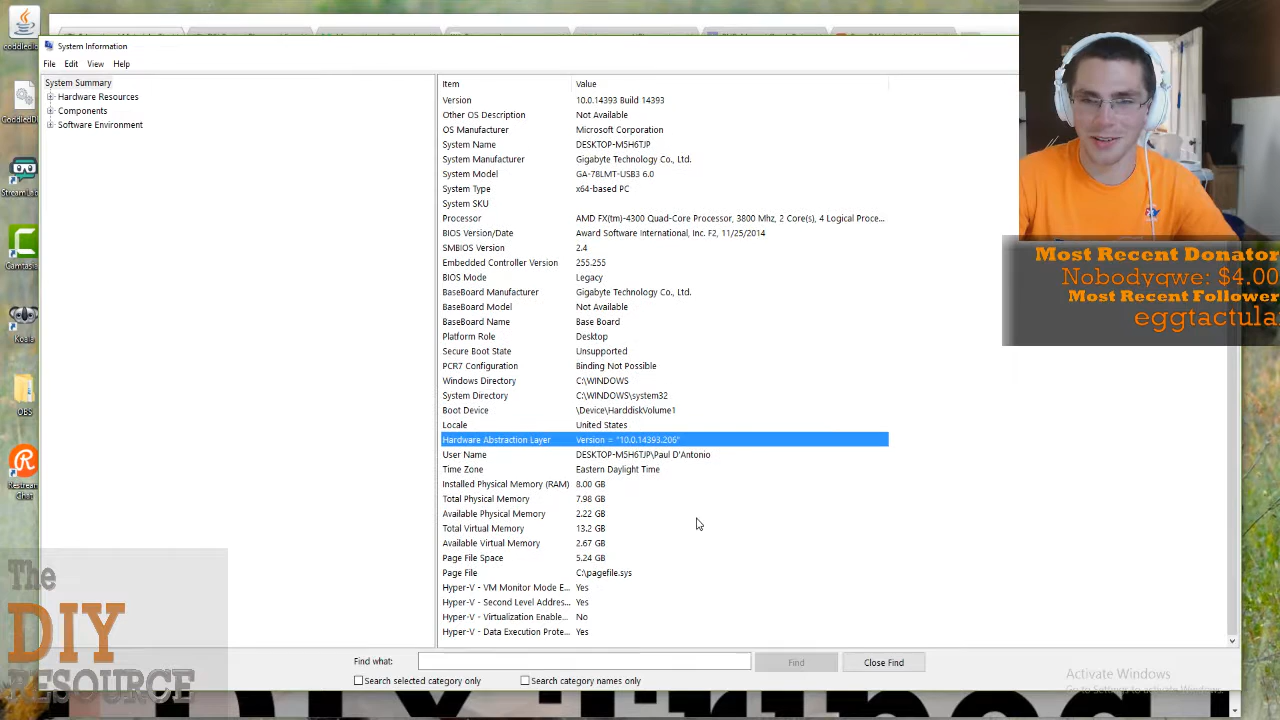 System Information
File Edit View Help
System Summary
Hardware Resources
Components
Software Environment
Item Value
Version 10.0.14393 Build 14393
Other OS Description Not Available
OS Manufacturer Microsoft Corporation
System Name DESKTOP-M5H6TJP
System Manufacturer Gigabyte Technology Co., Ltd.
System Model GA-78LMT-USB3 6.0
System Type x64-based PC
System SKU
Processor AMD FX(tm)-4300 Quad-Core Processor, 3800 Mhz, 2 Core(s), 4 Logical Proce...
BIOS Version/Date Award Software International, Inc. F2, 11/25/2014
SMBIOS Version 2.4
Embedded Controller Version 255.255
BIOS Mode Legacy
BaseBoard Manufacturer Gigabyte Technology Co., Ltd.
BaseBoard Model Not Available
BaseBoard Name Base Board
Platform Role Desktop
Secure Boot State Unsupported
PCR7 Configuration Binding Not Possible
Windows Directory C:\WINDOWS
System Directory C:\WINDOWS\system32
Boot Device \Device\HarddiskVolume1
Locale United States
Hardware Abstraction Layer Version = "10.0.14393.206"
User Name DESKTOP-M5H6TJP\Paul D'Antonio
Time Zone Eastern Daylight Time
Installed Physical Memory (RAM) 8.00 GB
Total Physical Memory 7.98 GB
Available Physical Memory 2.22 GB
Total Virtual Memory 13.2 GB
Available Virtual Memory 2.67 GB
Page File Space 5.24 GB
Page File C:\pagefile.sys
Hyper-V - VM Monitor Mode E... Yes
Hyper-V - Second Level Addres... Yes
Hyper-V - Virtualization Enable... No
Hyper-V - Data Execution Prote... Yes
Find what: Find Close Find
Search selected category only Search category names only
Most Recent Donator
Nobodyqwe: $4.00
Most Recent Follower
eggtactula
Camtasia
Koala
OBS
Restream
Chat
The
DIY
RESOURCE
Activate Windows
Go to Settings to activate Windows.